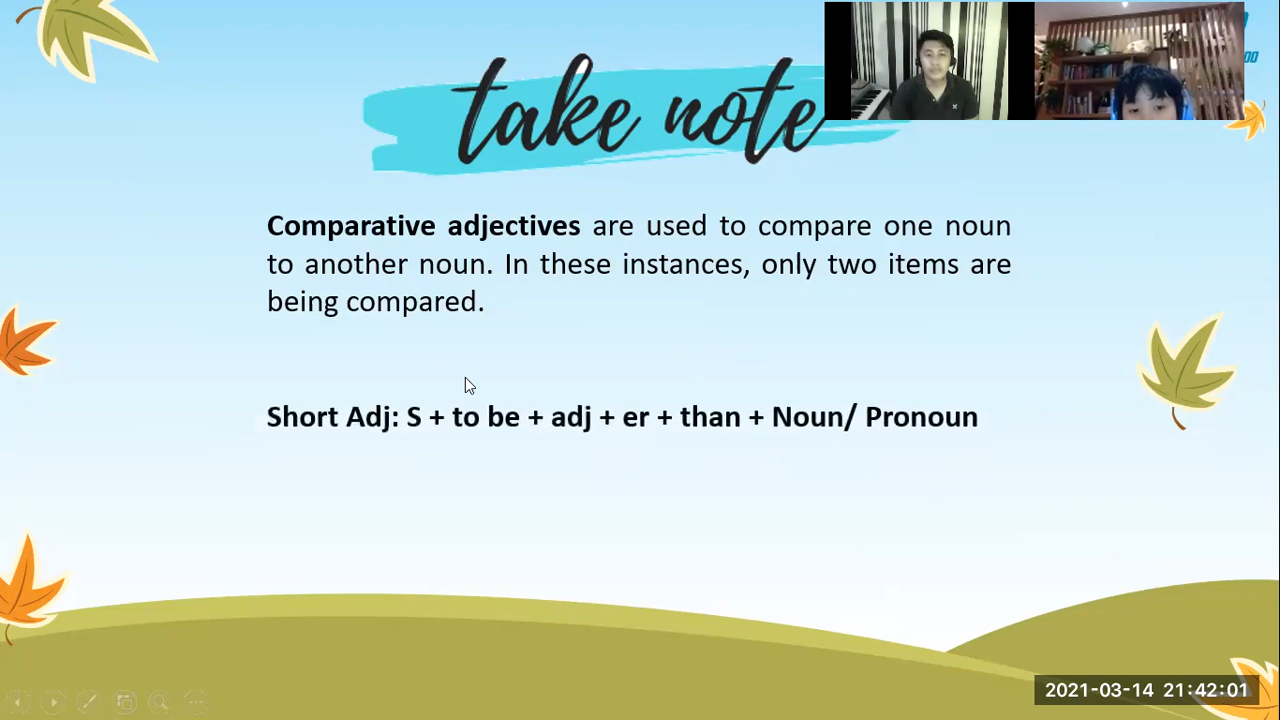 take note
Comparative adjectives are used to compare one noun
to another noun. In these instances, only two items are
being compared.
Short Adj: S + to be + adj + er + than + Noun/ Pronoun
2021-03-14 21:42:01